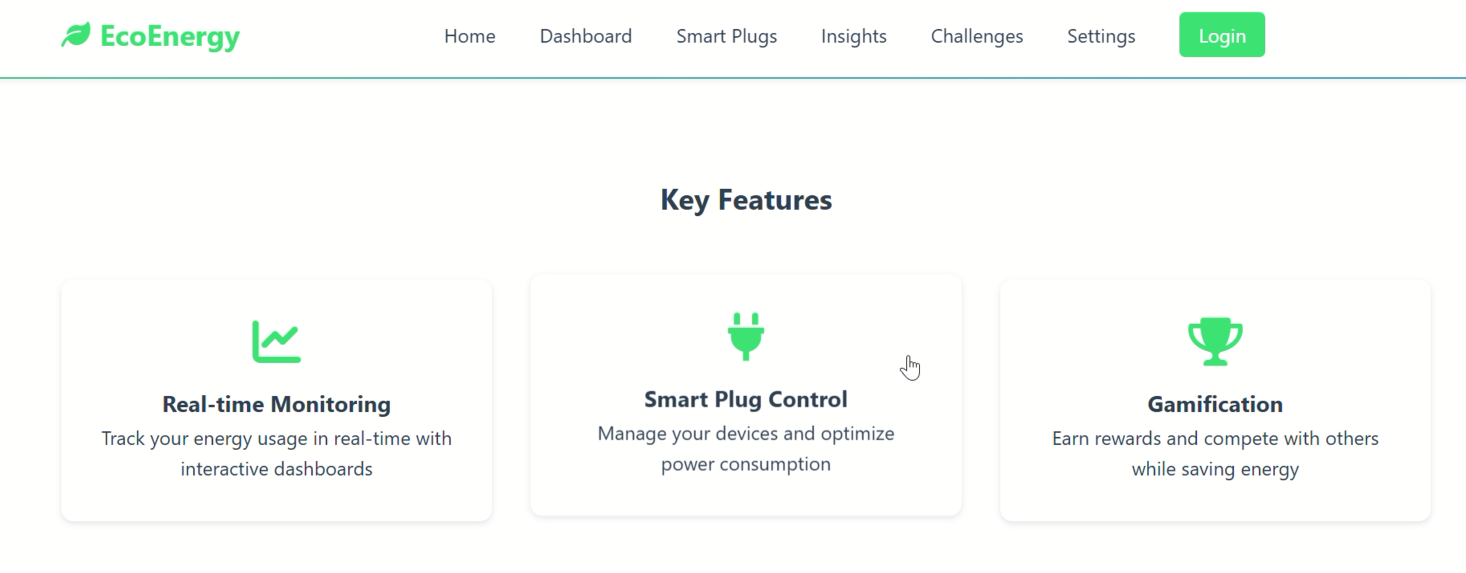 EcoEnergy
Home
Dashboard
Smart Plugs
Insights
Challenges
Settings
Login
Key Features
Real-time Monitoring
Track your energy usage in real-time with
interactive dashboards
Smart Plug Control
Manage your devices and optimize
power consumption
Gamification
Earn rewards and compete with others
while saving energy